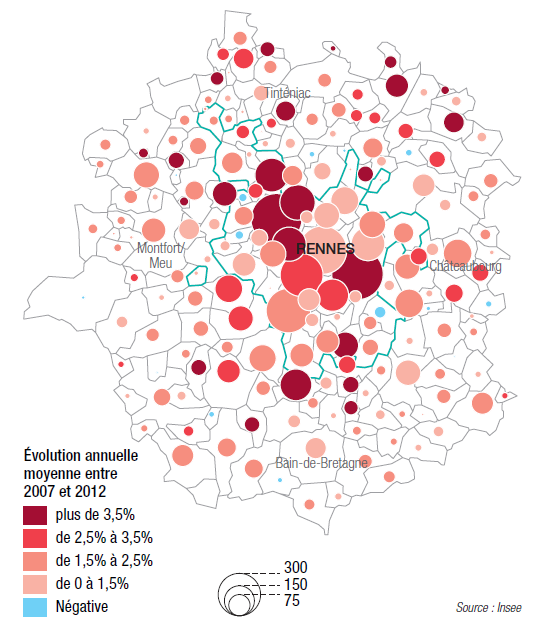 Tinténiac
RENNES
Montfort/
Meu
Châteaubourg
Bain-de-Bretagne
Évolution annuelle
moyenne entre
2007 et 2012
plus de 3,5%
de 2,5% à 3,5%
de 1,5% à 2,5%
de 0 à 1,5%
Négative
300
150
75
Source : Insee